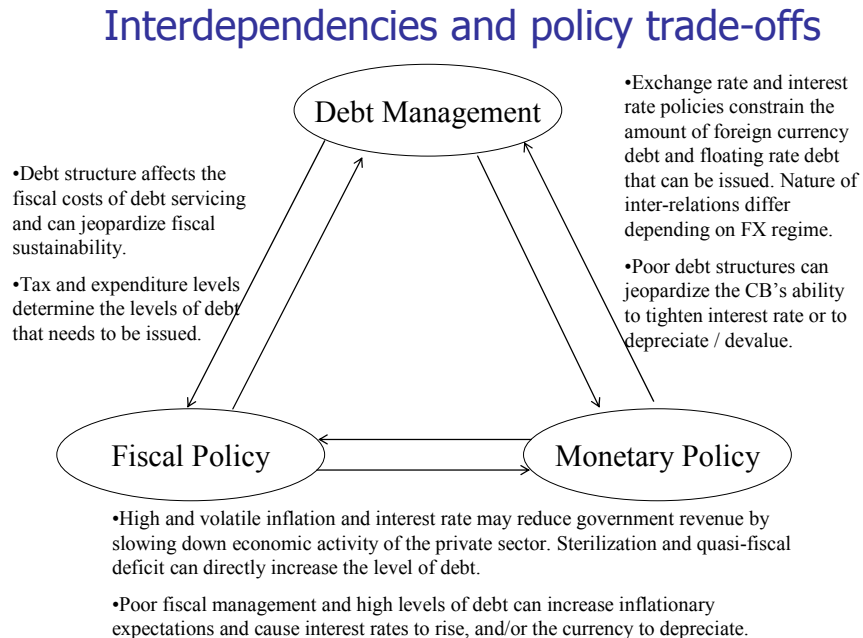 Interdependencies and policy trade-offs
Debt Management
•Exchange rate and interest
rate policies constrain the
amount of foreign currency
debt and floating rate debt
that can be issued. Nature of
inter-relations differ
depending on FX regime.
•Poor debt structures can
jeopardize the CB's ability
to tighten interest rate or to
depreciate / devalue.
•Debt structure affects the
fiscal costs of debt servicing
and can jeopardize fiscal
sustainability.
•Tax and expenditure levels
determine the levels of debt
that needs to be issued.
Fiscal Policy
Monetary Policy
•High and volatile inflation and interest rate may reduce government revenue by
slowing down economic activity of the private sector. Sterilization and quasi-fiscal
deficit can directly increase the level of debt.
•Poor fiscal management and high levels of debt can increase inflationary
expectations and cause interest rates to rise, and/or the currency to depreciate.